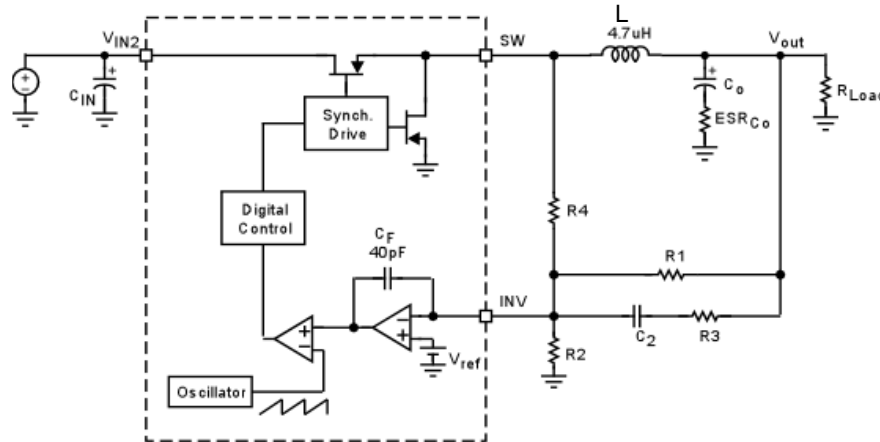 L
4.7uH
V_IN2
SW
V_out
C_IN
C_o
ESR_Co
R_Load
Synch.
Drive
R4
Digital
Control
C_F
40pF
R1
INV
C_2
R3
R2
V_ref
Oscillator